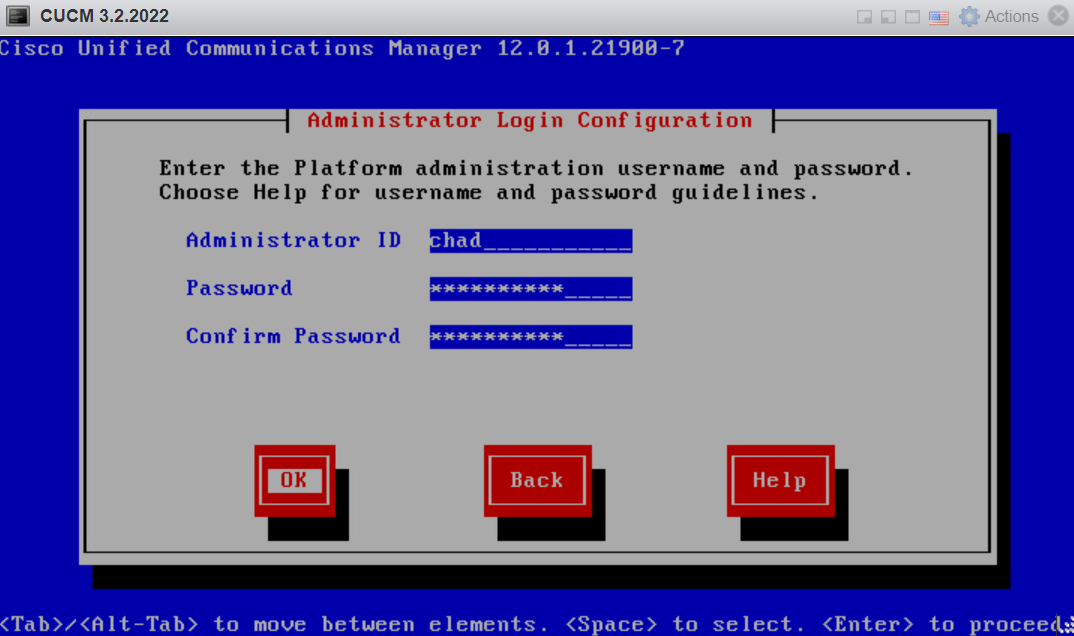 CUCM 3.2.2022
Actions
Cisco Unified Communications Manager 12.0.1.21900-7
Administrator Login Configuration
Enter the Platform administration username and password.
Choose Help for username and password guidelines.
Administrator ID chad___________
Password **********_____
Confirm Password **********_____
OK Back Help
<Tab>/<Alt-Tab> to move between elements. <Space> to select. <Enter> to proceed.